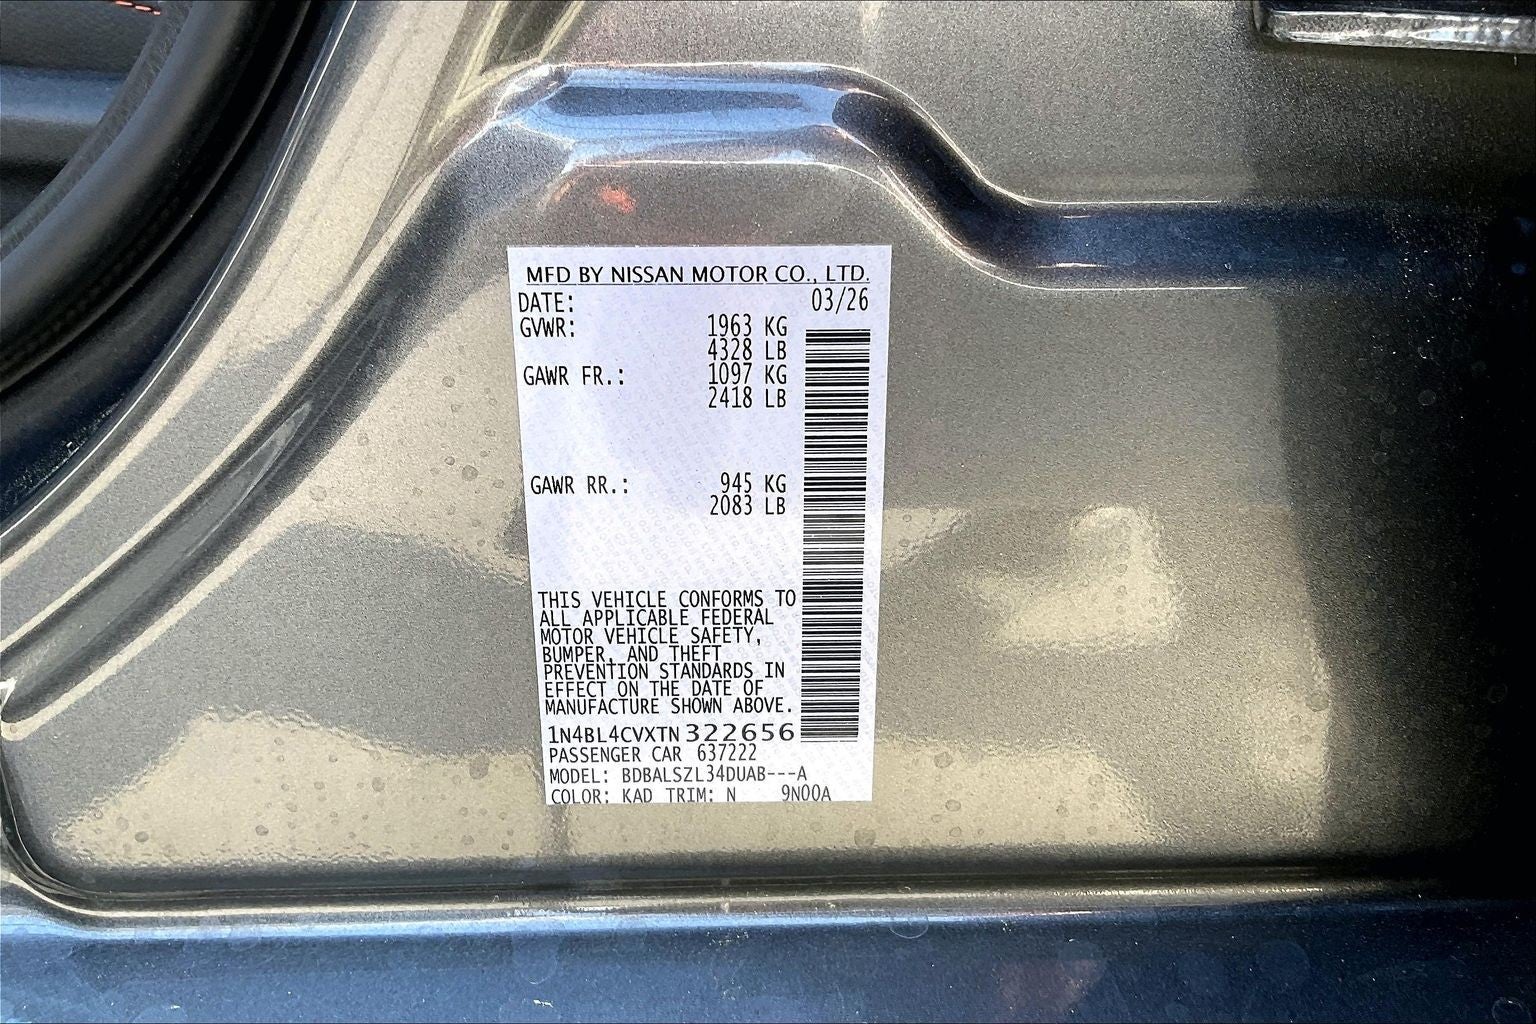 MFD BY NISSAN MOTOR CO., LTD.
DATE: 03/26
GVWR: 1963 KG
4328 LB
GAWR FR.: 1097 KG
2418 LB
GAWR RR.: 945 KG
2083 LB
THIS VEHICLE CONFORMS TO
ALL APPLICABLE FEDERAL
MOTOR VEHICLE SAFETY,
BUMPER, AND THEFT
PREVENTION STANDARDS IN
EFFECT ON THE DATE OF
MANUFACTURE SHOWN ABOVE.
1N4BL4CVXTN322656
PASSENGER CAR 637222
MODEL: BDBALSZL34DUAB---A
COLOR: KAD TRIM: N 9N00A